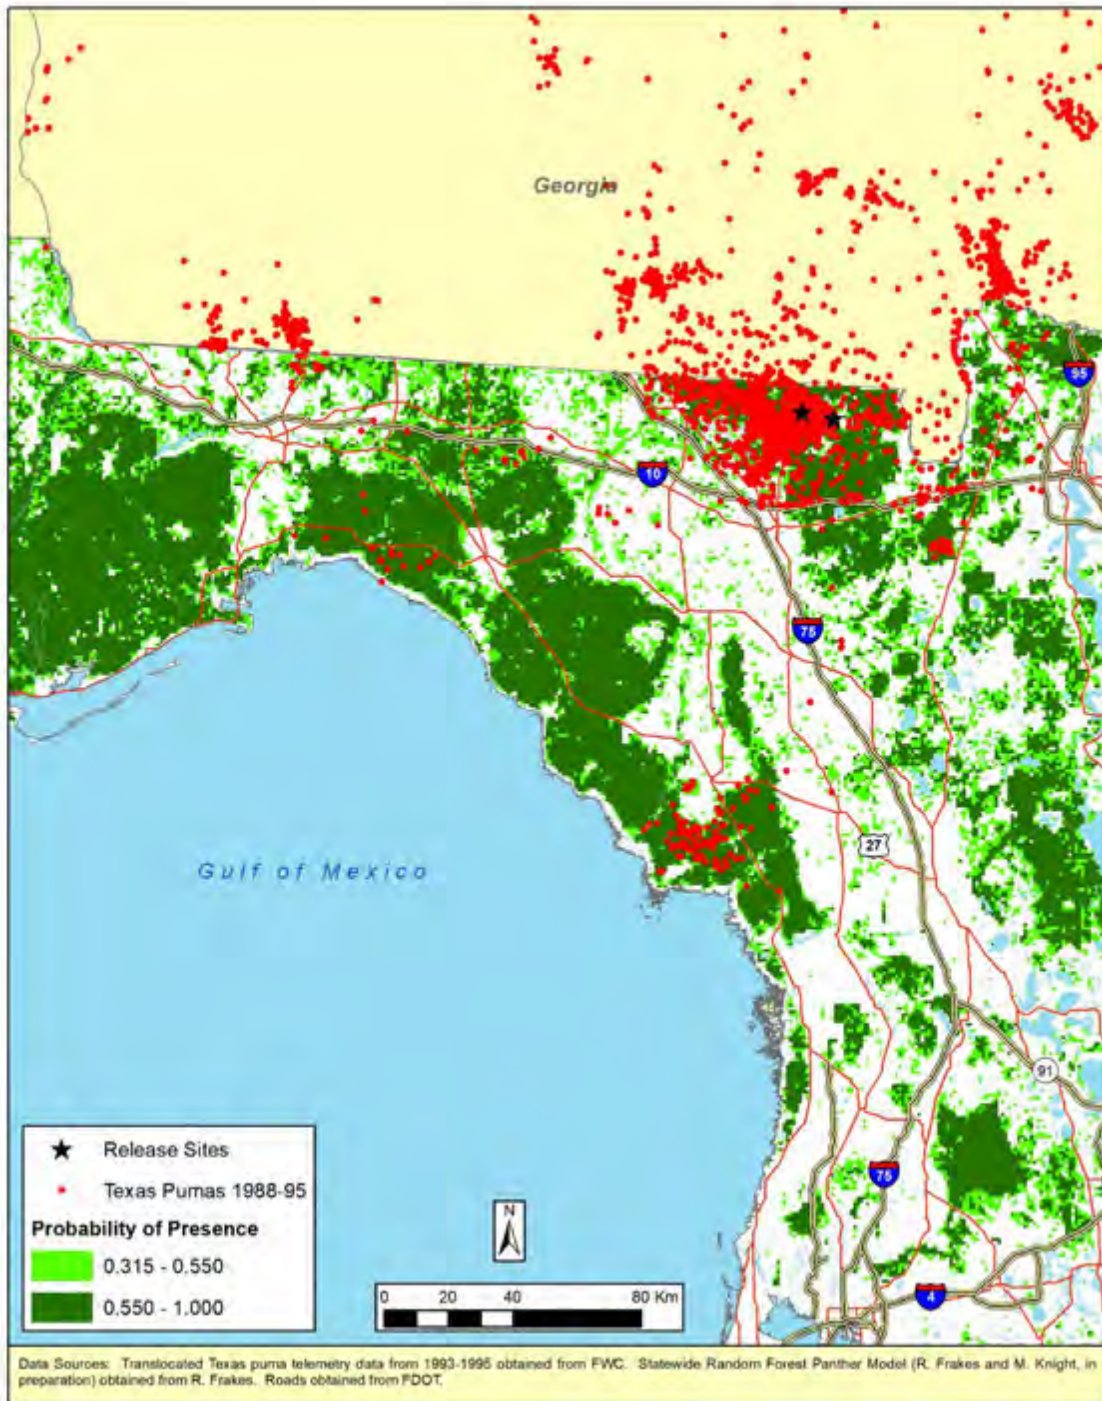 Georgia
95
10
75
27
Gulf of Mexico
91
75
4
Release Sites
Texas Pumas 1988-95
Probability of Presence
0.315 - 0.550
0.550 - 1.000
N
0 20 40 80 Km
Data Sources: Translocated Texas puma telemetry data from 1993-1995 obtained from FWC. Statewide Random Forest Panther Model (R. Frakes and M. Knight, in
preparation) obtained from R. Frakes. Roads obtained from FDOT.